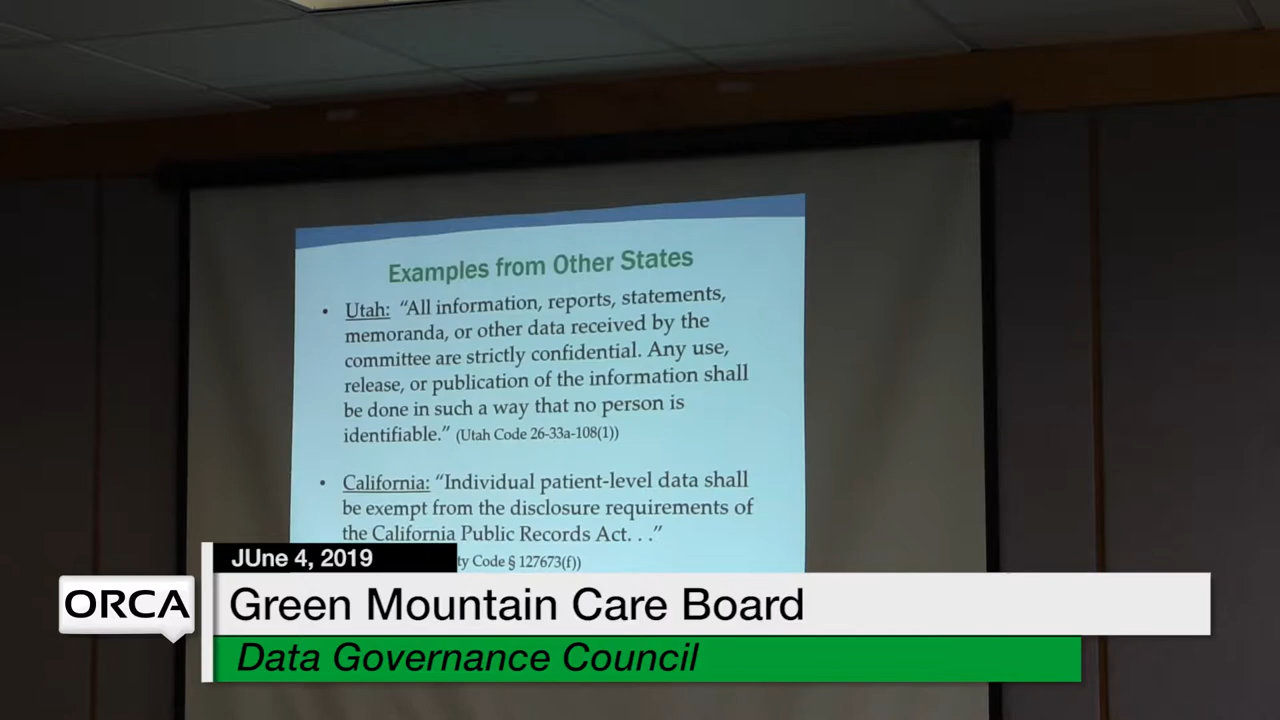 Examples from Other States
• Utah: “All information, reports, statements,
memoranda, or other data received by the
committee are strictly confidential. Any use,
release, or publication of the information shall
be done in such a way that no person is
identifiable.” (Utah Code 26-33a-108(1))
• California: “Individual patient-level data shall
be exempt from the disclosure requirements of
the California Public Records Act. . .”
ty Code § 127673(f))
JUne 4, 2019
ORCA
Green Mountain Care Board
Data Governance Council